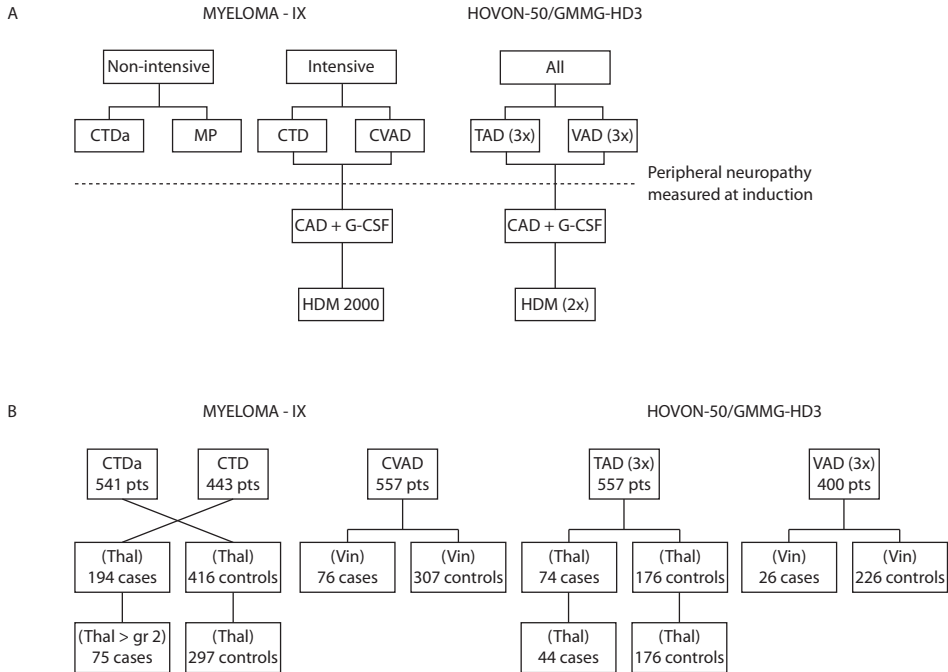 A
MYELOMA - IX
HOVON-50/GMMG-HD3
Non-intensive
Intensive
All
CTDa
MP
CTD
CVAD
TAD (3x)
VAD (3x)
Peripheral neuropathy
measured at induction
CAD + G-CSF
CAD + G-CSF
HDM 2000
HDM (2x)
B
MYELOMA - IX
HOVON-50/GMMG-HD3
CTDa
541 pts
CTD
443 pts
CVAD
557 pts
TAD (3x)
557 pts
VAD (3x)
400 pts
(Thal)
194 cases
(Thal)
416 controls
(Vin)
76 cases
(Vin)
307 controls
(Thal)
74 cases
(Thal)
176 controls
(Vin)
26 cases
(Vin)
226 controls
(Thal > gr 2)
75 cases
(Thal)
297 controls
(Thal)
44 cases
(Thal)
176 controls